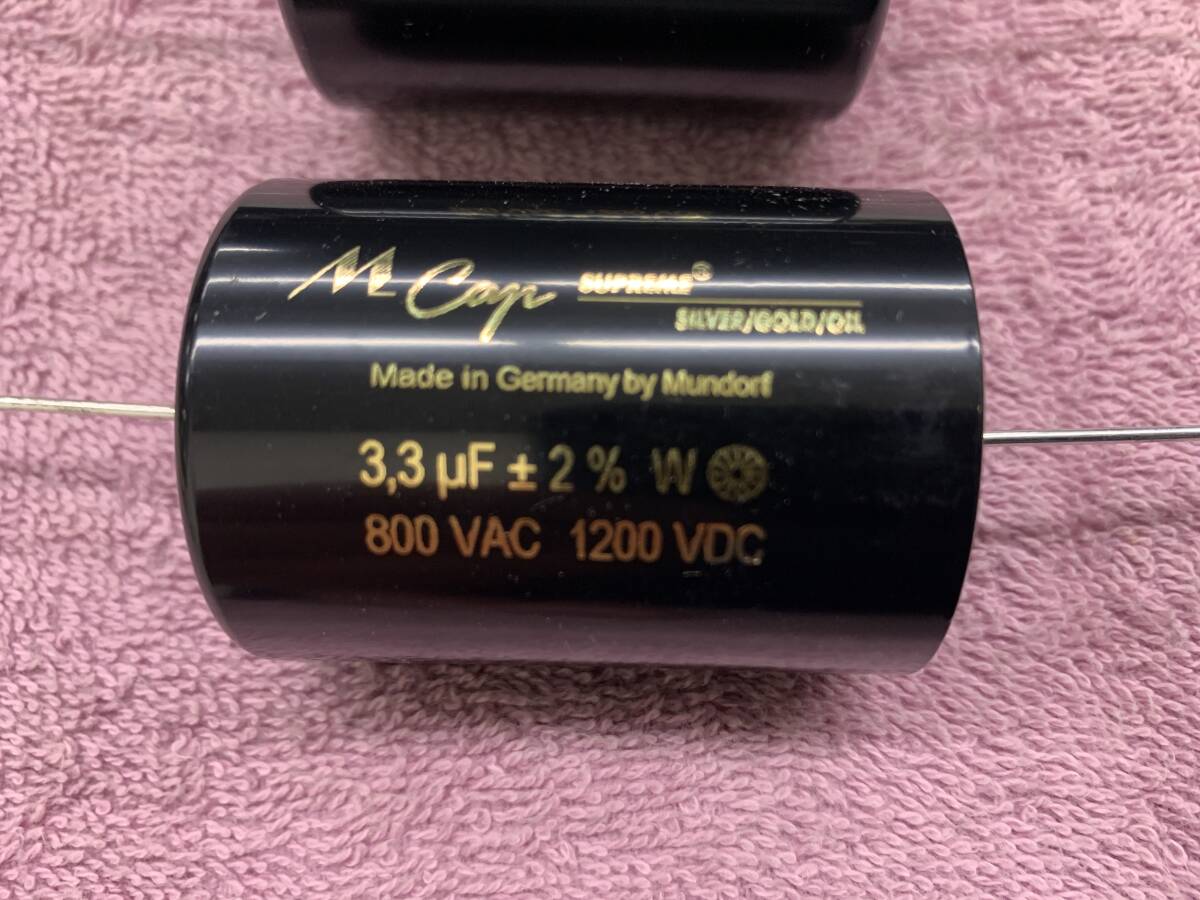 M Cap SUPREME®
SILVER/GOLD/OIL
Made in Germany by Mundorf
3,3 µF ± 2 % W
800 VAC 1200 VDC